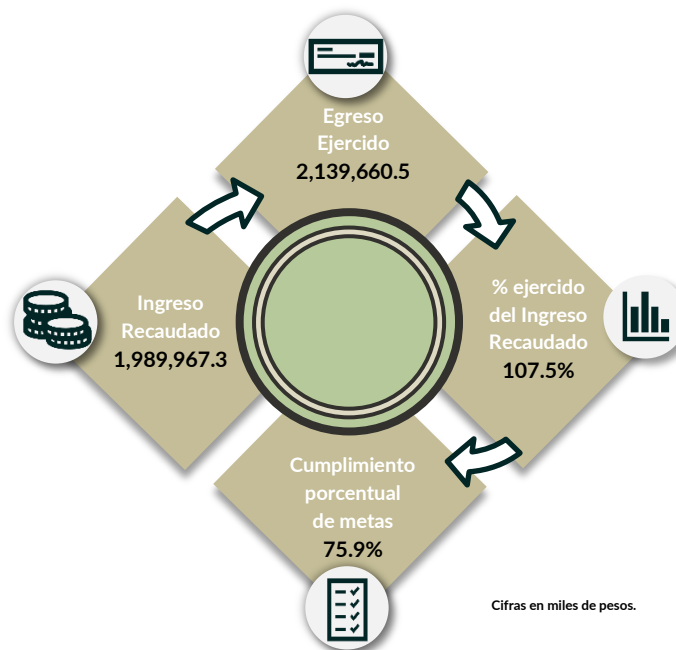 Egreso
Ejercido
2,139,660.5
Ingreso
Recaudado
1,989,967.3
% ejercido
del Ingreso
Recaudado
107.5%
Cumplimiento
porcentual
de metas
75.9%
Cifras en miles de pesos.